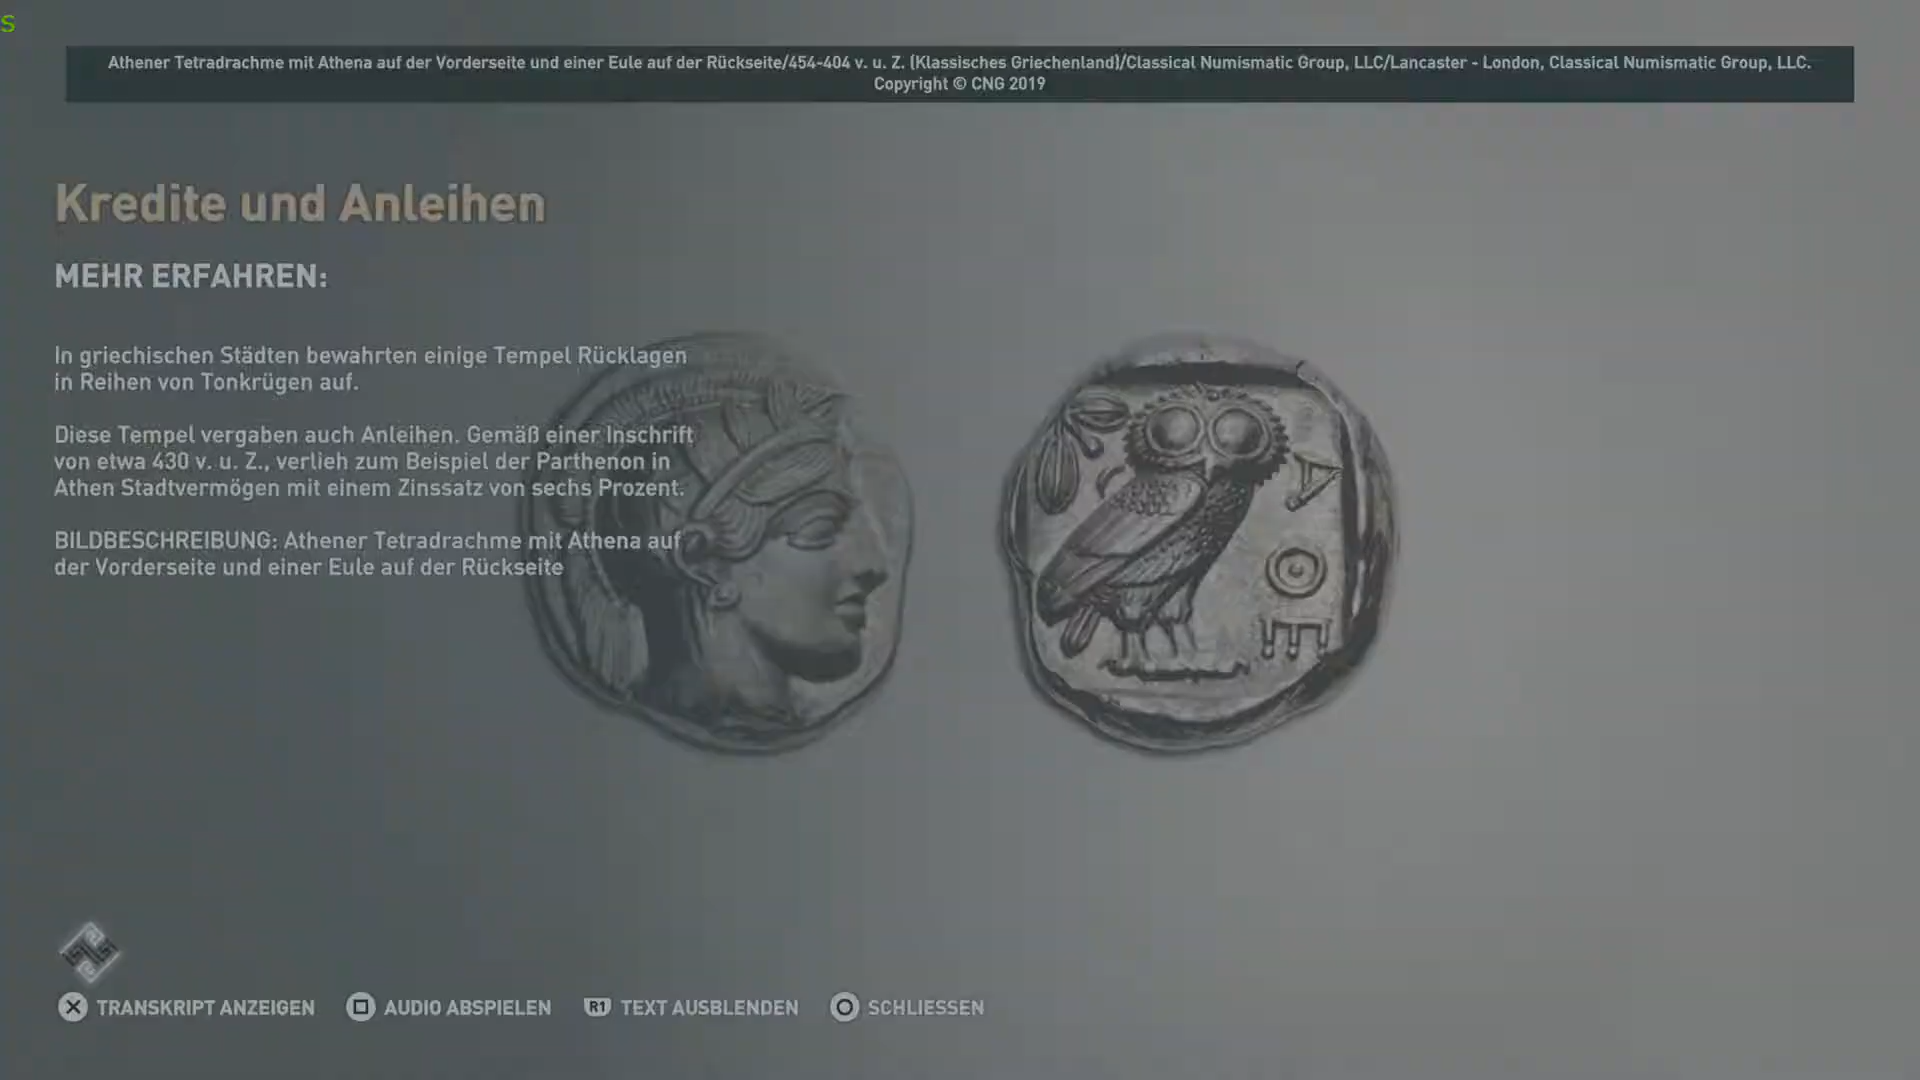 S
Athener Tetradrachme mit Athena auf der Vorderseite und einer Eule auf der Rückseite/454-404 v. u. Z. (Klassisches Griechenland)/Classical Numismatic Group, LLC/Lancaster - London, Classical Numismatic Group, LLC.
Copyright © CNG 2019
Kredite und Anleihen
MEHR ERFAHREN:
In griechischen Städten bewahrten einige Tempel Rücklagen
in Reihen von Tonkrügen auf.
Diese Tempel vergaben auch Anleihen. Gemäß einer Inschrift
von etwa 430 v. u. Z., verlieh zum Beispiel der Parthenon in
Athen Stadtvermögen mit einem Zinssatz von sechs Prozent.
BILDBESCHREIBUNG: Athener Tetradrachme mit Athena auf
der Vorderseite und einer Eule auf der Rückseite
ΑΘΕ
TRANSKRIPT ANZEIGEN AUDIO ABSPIELEN R1 TEXT AUSBLENDEN SCHLIESSEN